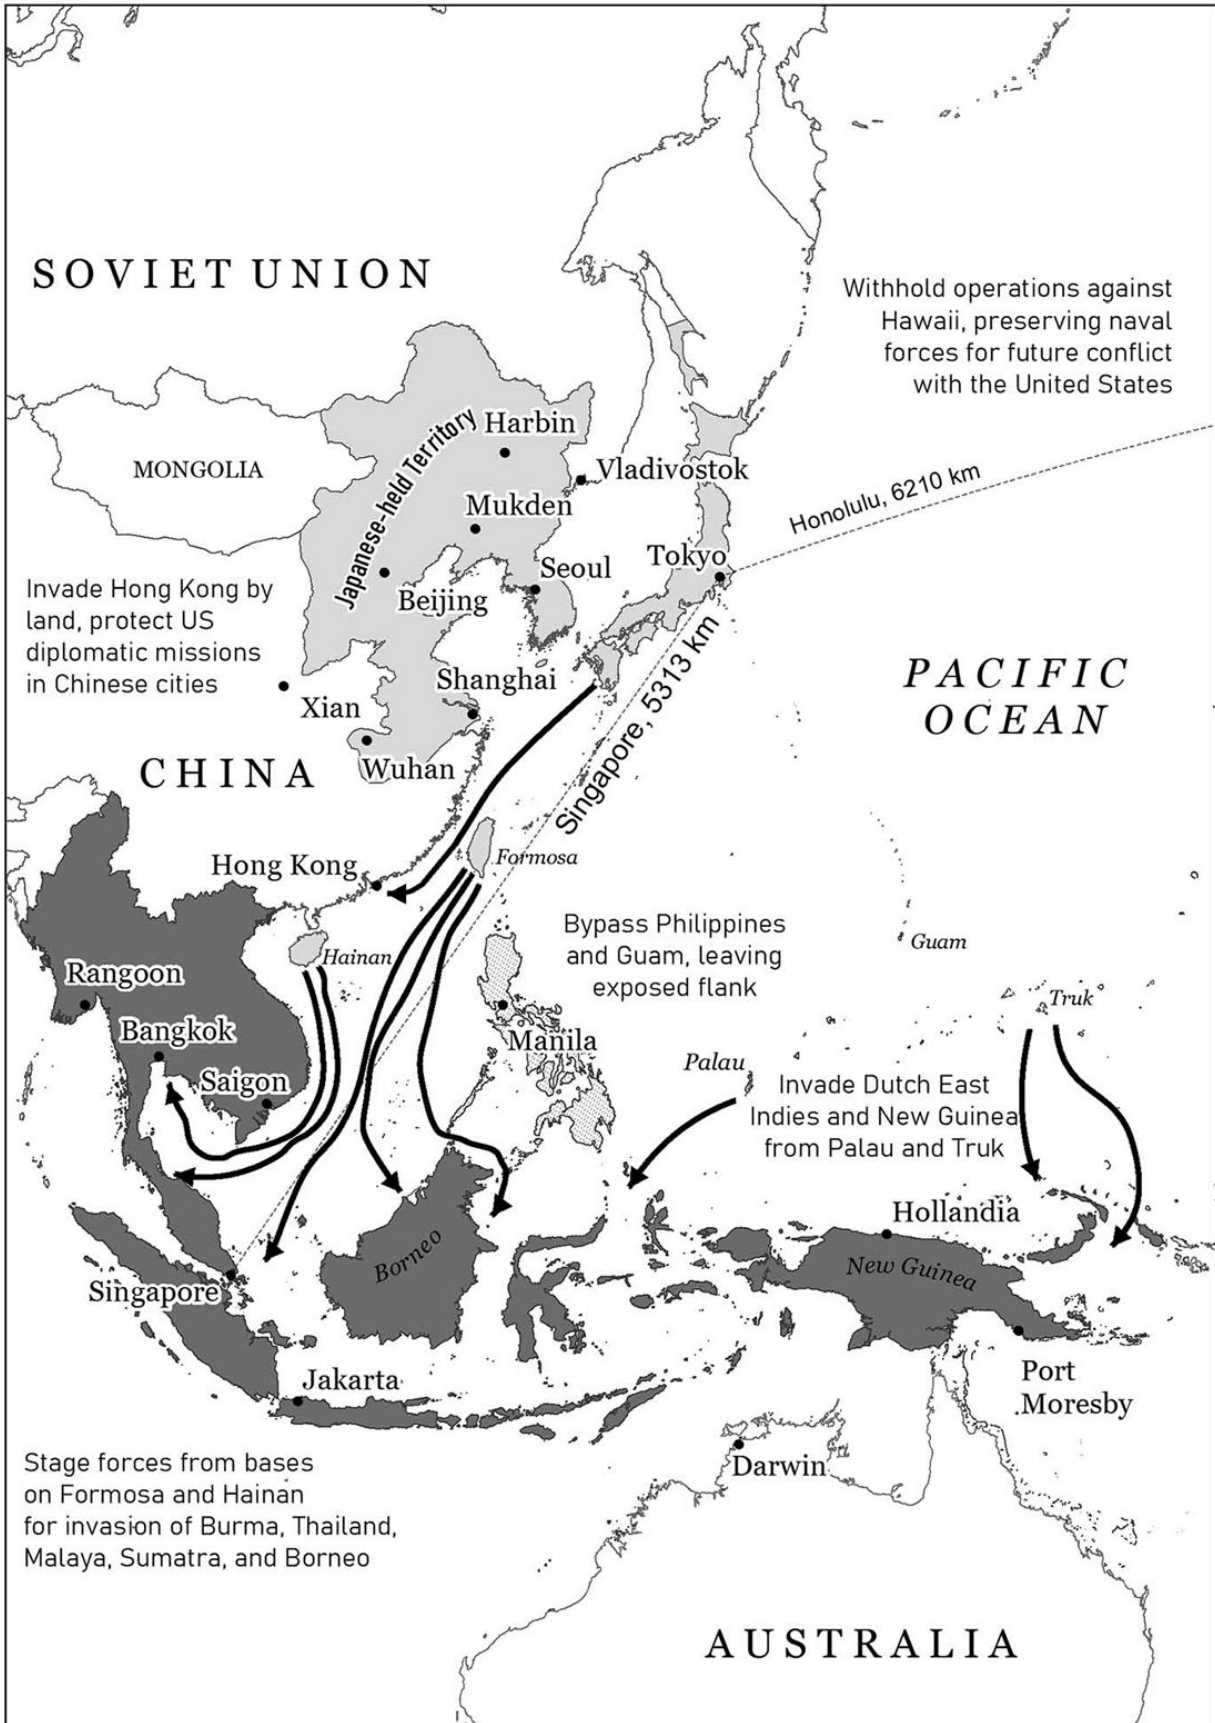 SOVIET UNION
Withhold operations against
Hawaii, preserving naval
forces for future conflict
with the United States
Harbin
Japanese-held Territory
MONGOLIA
Vladivostok
Honolulu, 6210 km
Mukden
Tokyo
Seoul
Invade Hong Kong by
land, protect US
diplomatic missions
in Chinese cities
Beijing
Shanghai
PACIFIC
OCEAN
Xian
Singapore, 5313 km
Wuhan
CHINA
Hong Kong
Formosa
Bypass Philippines
and Guam, leaving
exposed flank
Guam
Hainan
Rangoon
Truk
Bangkok
Manila
Palau
Saigon
Invade Dutch East
Indies and New Guinea
from Palau and Truk
Hollandia
Borneo
New Guinea
Singapore
Jakarta
Port
Moresby
Darwin
Stage forces from bases
on Formosa and Hainan
for invasion of Burma, Thailand,
Malaya, Sumatra, and Borneo
AUSTRALIA